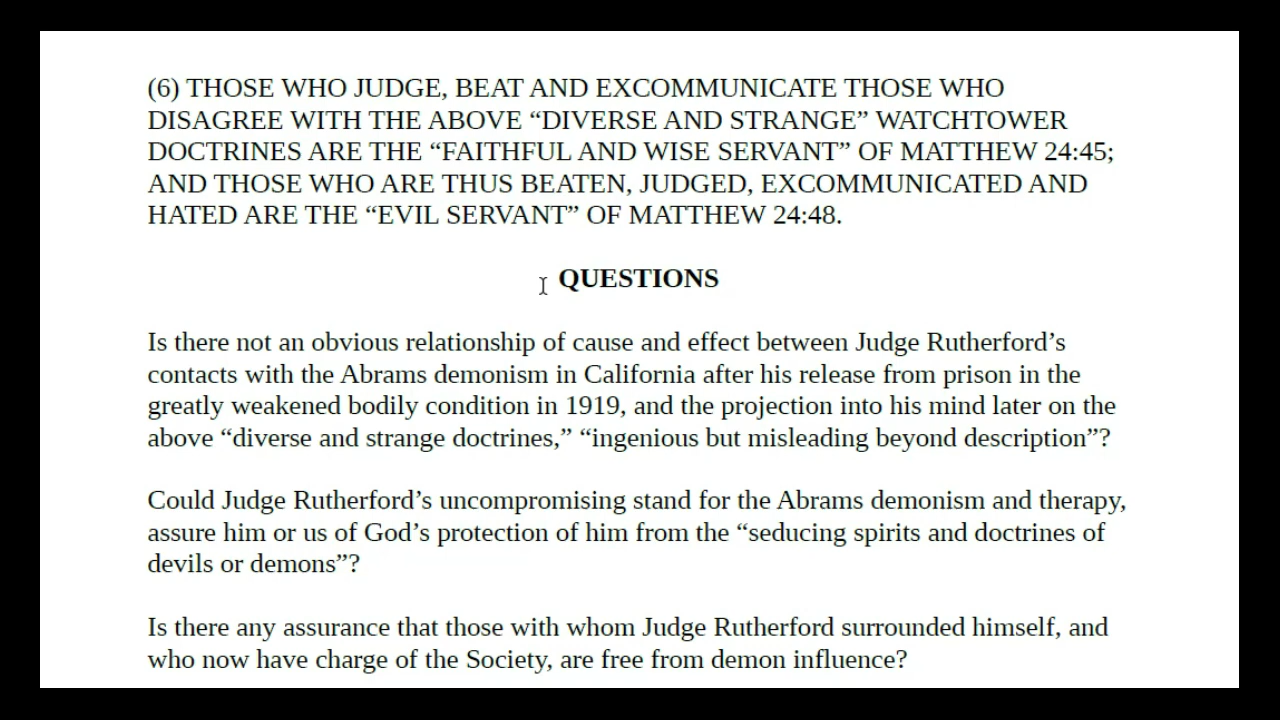 (6) THOSE WHO JUDGE, BEAT AND EXCOMMUNICATE THOSE WHO
DISAGREE WITH THE ABOVE “DIVERSE AND STRANGE” WATCHTOWER
DOCTRINES ARE THE “FAITHFUL AND WISE SERVANT” OF MATTHEW 24:45;
AND THOSE WHO ARE THUS BEATEN, JUDGED, EXCOMMUNICATED AND
HATED ARE THE “EVIL SERVANT” OF MATTHEW 24:48.
QUESTIONS
Is there not an obvious relationship of cause and effect between Judge Rutherford’s
contacts with the Abrams demonism in California after his release from prison in the
greatly weakened bodily condition in 1919, and the projection into his mind later on the
above “diverse and strange doctrines,” “ingenious but misleading beyond description”?
Could Judge Rutherford’s uncompromising stand for the Abrams demonism and therapy,
assure him or us of God’s protection of him from the “seducing spirits and doctrines of
devils or demons”?
Is there any assurance that those with whom Judge Rutherford surrounded himself, and
who now have charge of the Society, are free from demon influence?